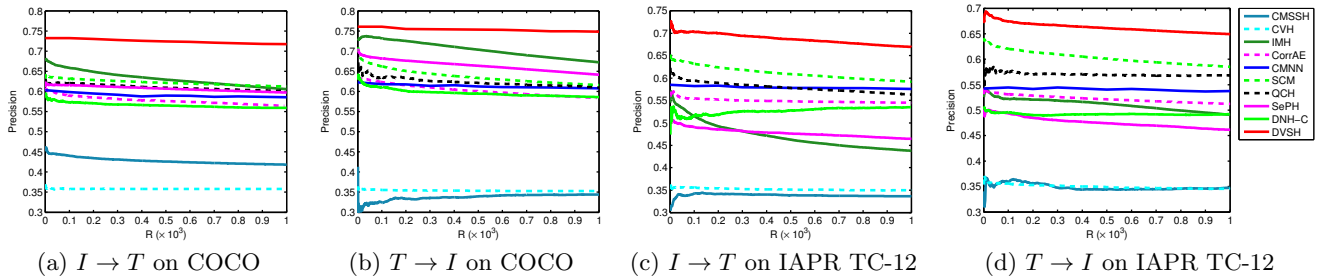 0.8
0.75
0.7
0.65
0.6
0.55
0.5
0.45
0.4
0.35
0.3
Precision
0 0.1 0.2 0.3 0.4 0.5 0.6 0.7 0.8 0.9 1
R (×10³)
(a) I → T on COCO
0.8
0.75
0.7
0.65
0.6
0.55
0.5
0.45
0.4
0.35
0.3
Precision
0 0.1 0.2 0.3 0.4 0.5 0.6 0.7 0.8 0.9 1
R (×10³)
(b) T → I on COCO
0.75
0.7
0.65
0.6
0.55
0.5
0.45
0.4
0.35
0.3
Precision
0 0.1 0.2 0.3 0.4 0.5 0.6 0.7 0.8 0.9 1
R (×10³)
(c) I → T on IAPR TC-12
0.7
0.65
0.6
0.55
0.5
0.45
0.4
0.35
0.3
Precision
0 0.1 0.2 0.3 0.4 0.5 0.6 0.7 0.8 0.9 1
R (×10³)
(d) T → I on IAPR TC-12
CMSSH
CVH
IMH
CorrAE
CMNN
SCM
QCH
SePH
DNH-C
DVSH